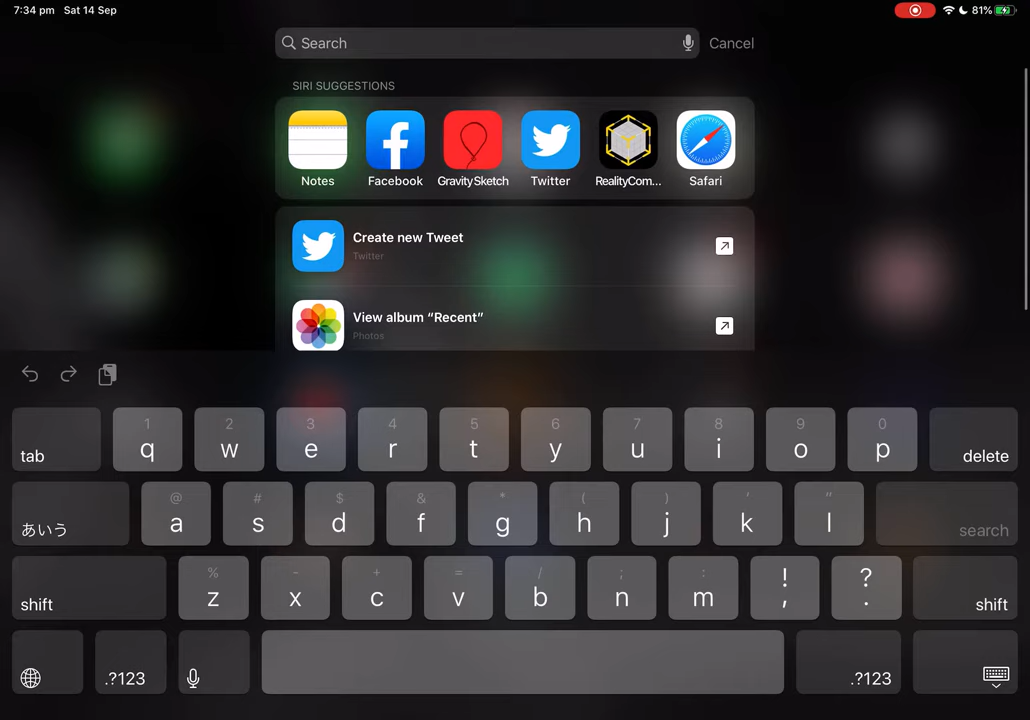 7:34 pm Sat 14 Sep 81%
Search Cancel
SIRI SUGGESTIONS
Notes Facebook GravitySketch Twitter RealityCom... Safari
Create new Tweet
Twitter
View album “Recent”
Photos
1 2 3 4 5 6 7 8 9 0
tab q w e r t y u i o p delete
@ # $ & * ( ) ' "
あいう a s d f g h j k l search
% - + = / ; : ! ?
shift z x c v b n m , . shift
.?123 .?123